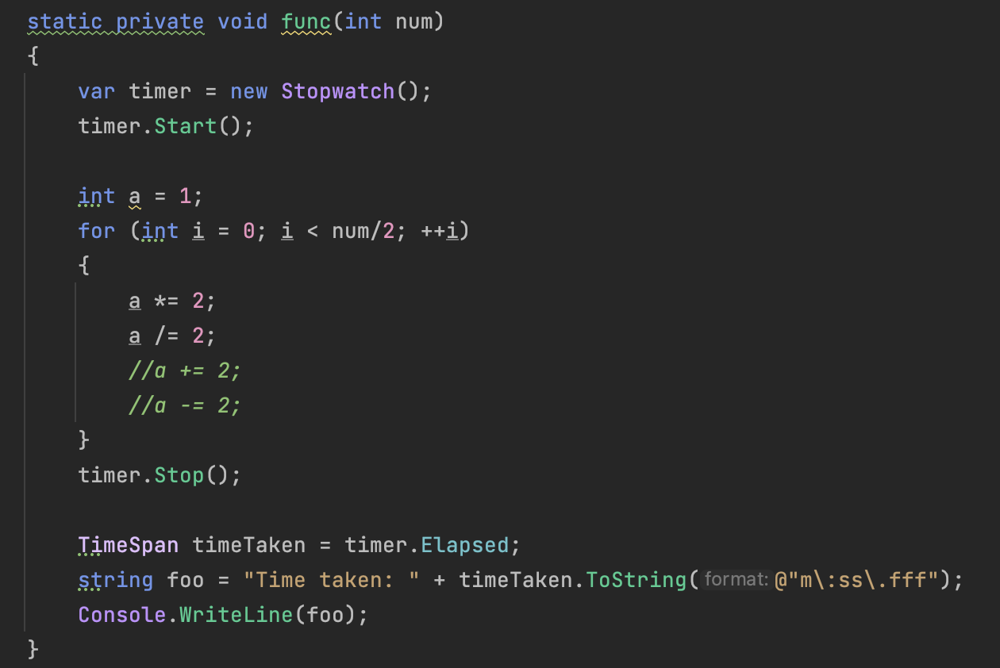 static private void func(int num)
{
var timer = new Stopwatch();
timer.Start();
int a = 1;
for (int i = 0; i < num/2; ++i)
{
a *= 2;
a /= 2;
//a += 2;
//a -= 2;
}
timer.Stop();
TimeSpan timeTaken = timer.Elapsed;
string foo = "Time taken: " + timeTaken.ToString(format:@"m\:ss\.fff");
Console.WriteLine(foo);
}